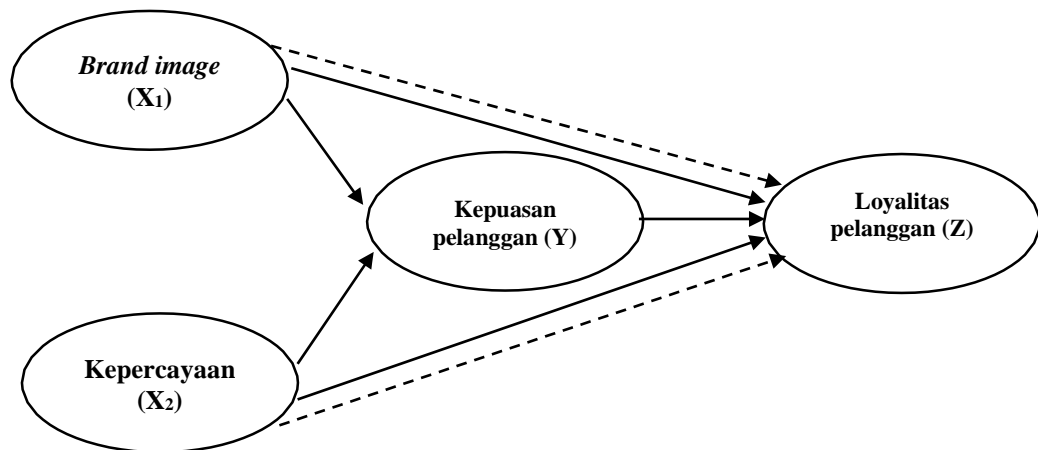 Brand image
(X₁)
Kepuasan
pelanggan (Y)
Loyalitas
pelanggan (Z)
Kepercayaan
(X₂)